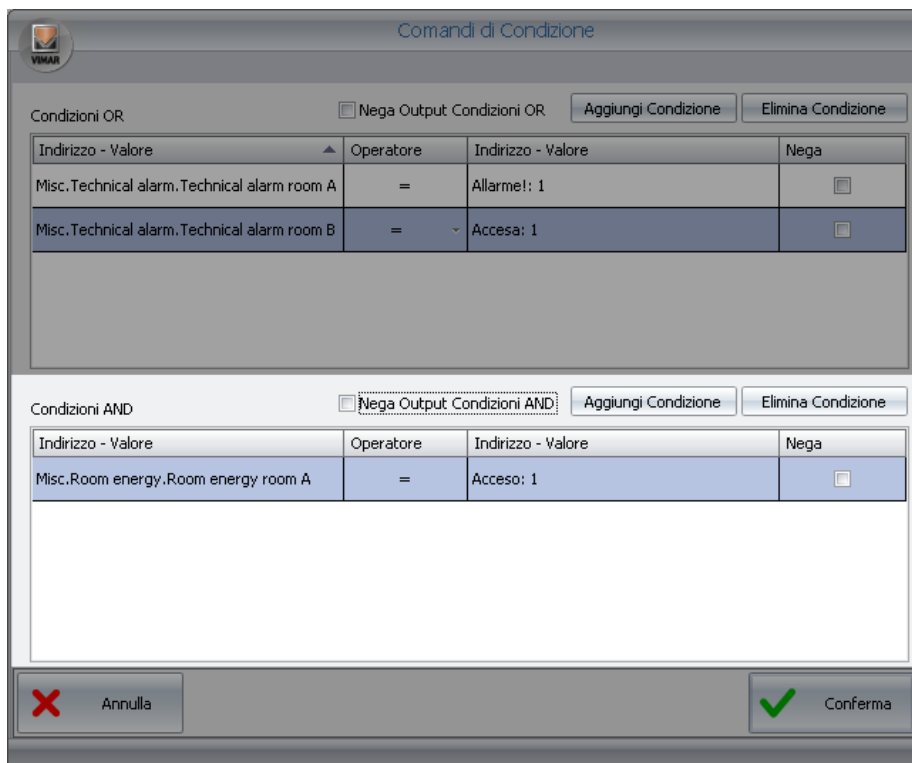 Comandi di Condizione
VIMAR
Condizioni OR
Nega Output Condizioni OR
Aggiungi Condizione
Elimina Condizione
Indirizzo - Valore Operatore Indirizzo - Valore Nega
Misc.Technical alarm.Technical alarm room A = Allarme!: 1
Misc.Technical alarm.Technical alarm room B = Accesa: 1
Condizioni AND
Nega Output Condizioni AND
Aggiungi Condizione
Elimina Condizione
Indirizzo - Valore Operatore Indirizzo - Valore Nega
Misc.Room energy.Room energy room A = Acceso: 1
Annulla
Conferma